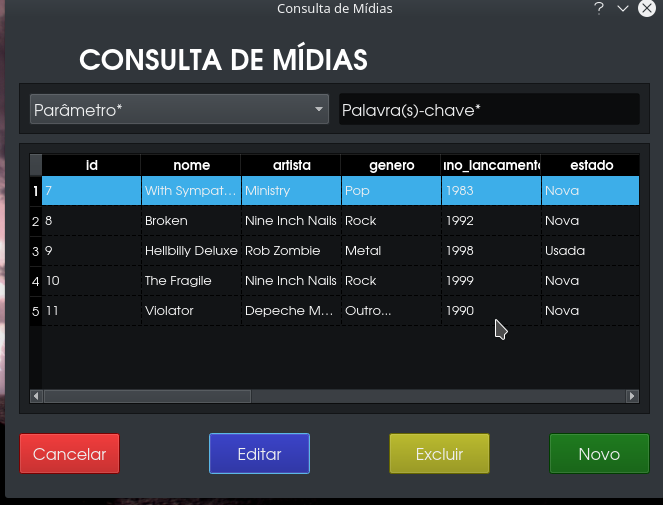 Consulta de Mídias
CONSULTA DE MÍDIAS
Parâmetro* Palavra(s)-chave*
id nome artista genero ano_lancamento estado
1 7 With Sympat... Ministry Pop 1983 Nova
2 8 Broken Nine Inch Nails Rock 1992 Nova
3 9 Hellbilly Deluxe Rob Zombie Metal 1998 Usada
4 10 The Fragile Nine Inch Nails Rock 1999 Nova
5 11 Violator Depeche M... Outro... 1990 Nova
Cancelar Editar Excluir Novo